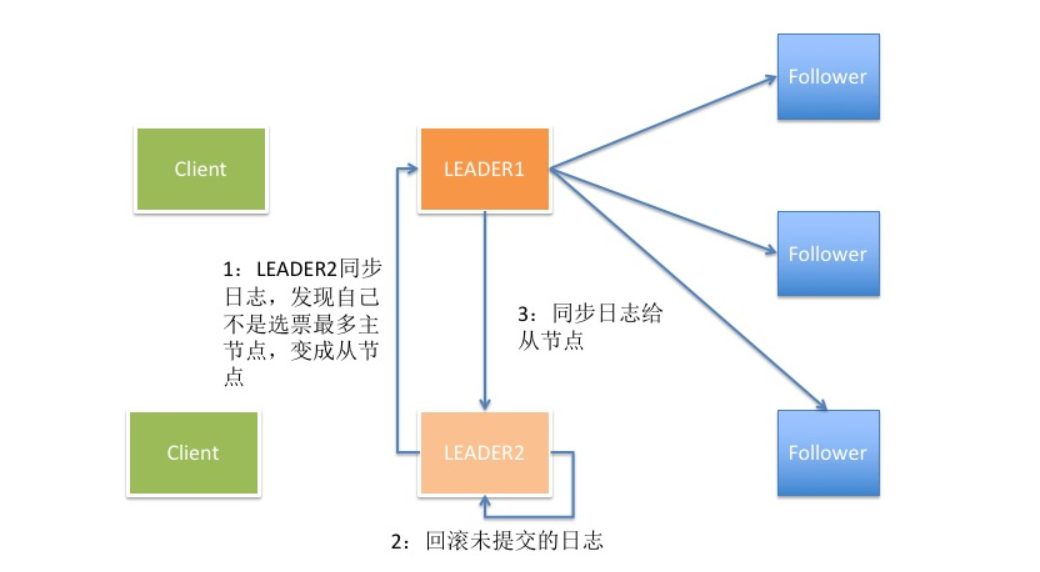 Follower
Client
LEADER1
Follower
1：LEADER2同步
日志，发现自己
不是选票最多主
节点，变成从节
点
3：同步日志给
从节点
Client
LEADER2
Follower
2：回滚未提交的日志